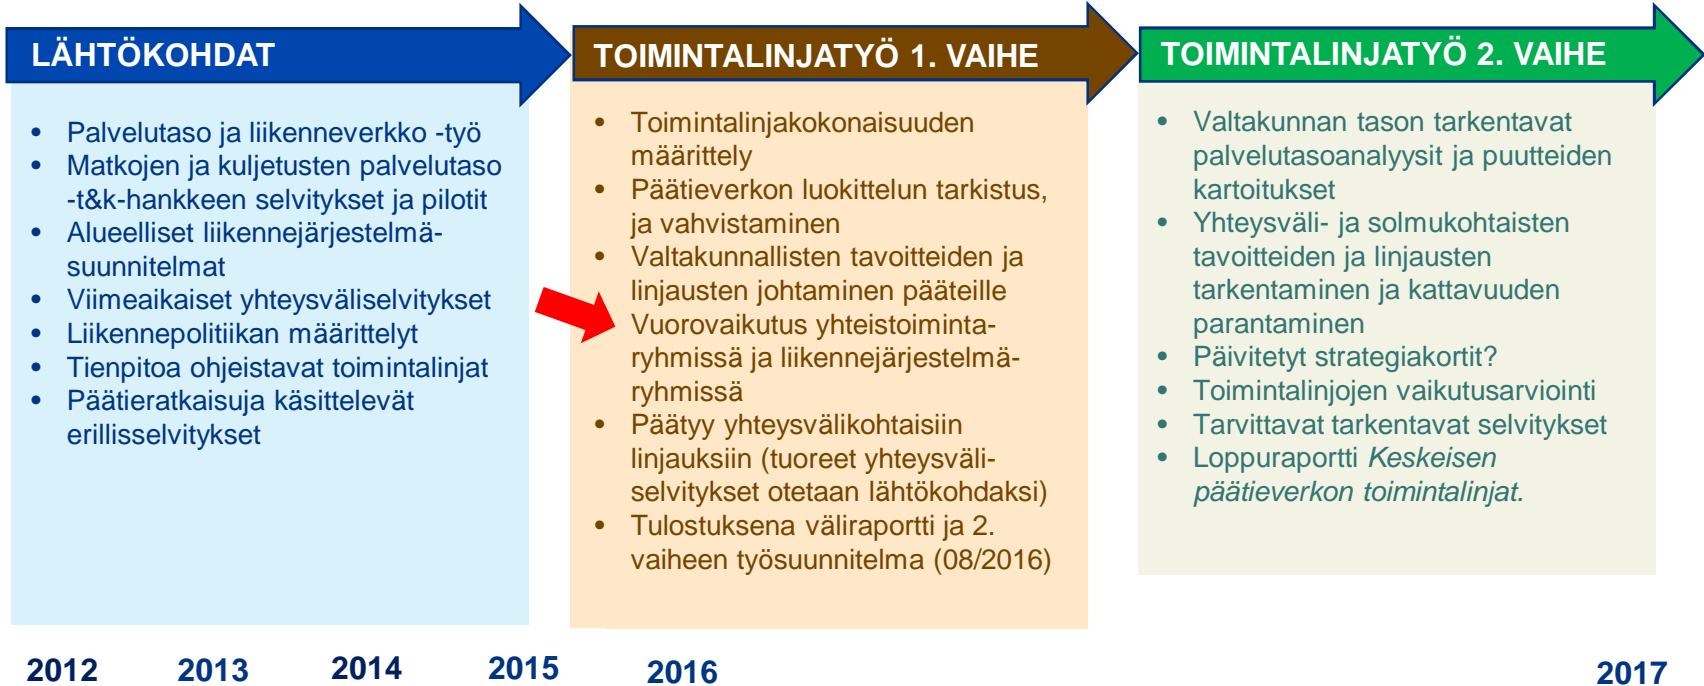 LÄHTÖKOHDAT
• Palvelutaso ja liikenneverkko -työ
• Matkojen ja kuljetusten palvelutaso
-t&k-hankkeen selvitykset ja pilotit
• Alueelliset liikennejärjestelmä-
suunnitelmat
• Viimeaikaiset yhteysväliselvitykset
• Liikennepolitiikan määrittelyt
• Tienpitoa ohjeistavat toimintalinjat
• Päätieratkaisuja käsittelevät
erillisselvitykset
TOIMINTALINJATYÖ 1. VAIHE
• Toimintalinjakokonaisuuden
määrittely
• Päätieverkon luokittelun tarkistus,
ja vahvistaminen
• Valtakunnallisten tavoitteiden ja
linjausten johtaminen pääteille
Vuorovaikutus yhteistoiminta-
ryhmissä ja liikennejärjestelmä-
ryhmissä
• Päätyy yhteysvälikohtaisiin
linjauksiin (tuoreet yhteysväli-
selvitykset otetaan lähtökohdaksi)
• Tulostuksena väliraportti ja 2.
vaiheen työsuunnitelma (08/2016)
TOIMINTALINJATYÖ 2. VAIHE
• Valtakunnan tason tarkentavat
palvelutasoanalyysit ja puutteiden
kartoitukset
• Yhteysväli- ja solmukohtaisten
tavoitteiden ja linjausten
tarkentaminen ja kattavuuden
parantaminen
• Päivitetyt strategiakortit?
• Toimintalinjojen vaikutusarviointi
• Tarvittavat tarkentavat selvitykset
• Loppuraportti Keskeisen
päätieverkon toimintalinjat.
2012 2013 2014 2015 2016 2017